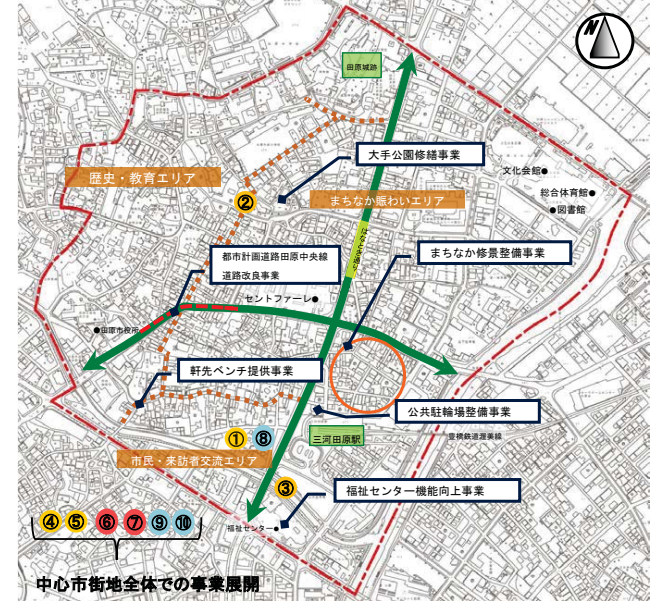 N
田原城跡
大手公園修繕事業
文化会館●
歴史・教育エリア
総合体育館●
まちなか賑わいエリア
②
●図書館
はなとき通り
都市計画道路田原中央線
道路改良事業
まちなか修景整備事業
セントファーレ●
●田原市役所
軒先ベンチ提供事業
公共駐輪場整備事業
① ⑧
三河田原駅
豊橋鉄道渥美線
市民・来訪者交流エリア
③
福祉センター機能向上事業
④ ⑤ ⑥ ⑦ ⑨ ⑩
福祉センター●
中心市街地全体での事業展開